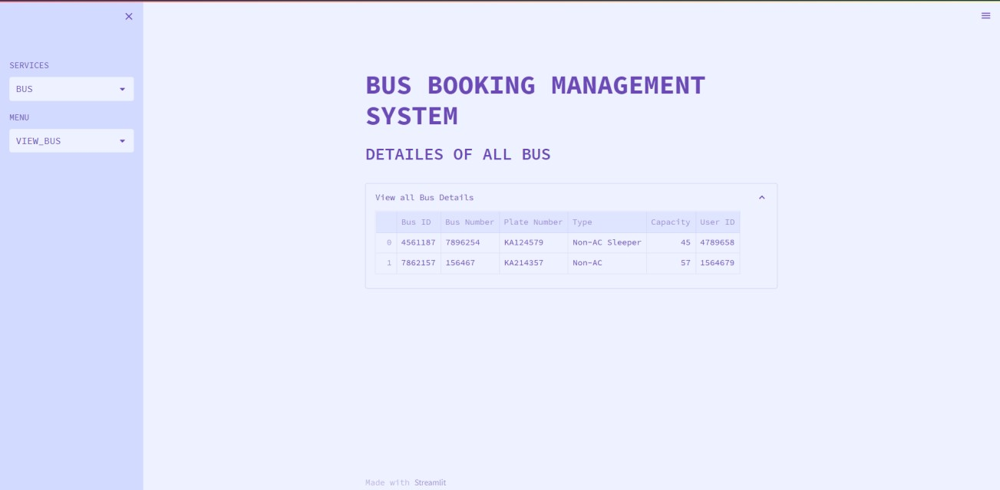 SERVICES
BUS
MENU
VIEW_BUS
BUS BOOKING MANAGEMENT
SYSTEM
DETAILES OF ALL BUS
View all Bus Details
Bus ID Bus Number Plate Number Type Capacity User ID
0 4561187 7896254 KA124579 Non-AC Sleeper 45 4789658
1 7862157 156467 KA214357 Non-AC 57 1564679
Made with Streamlit